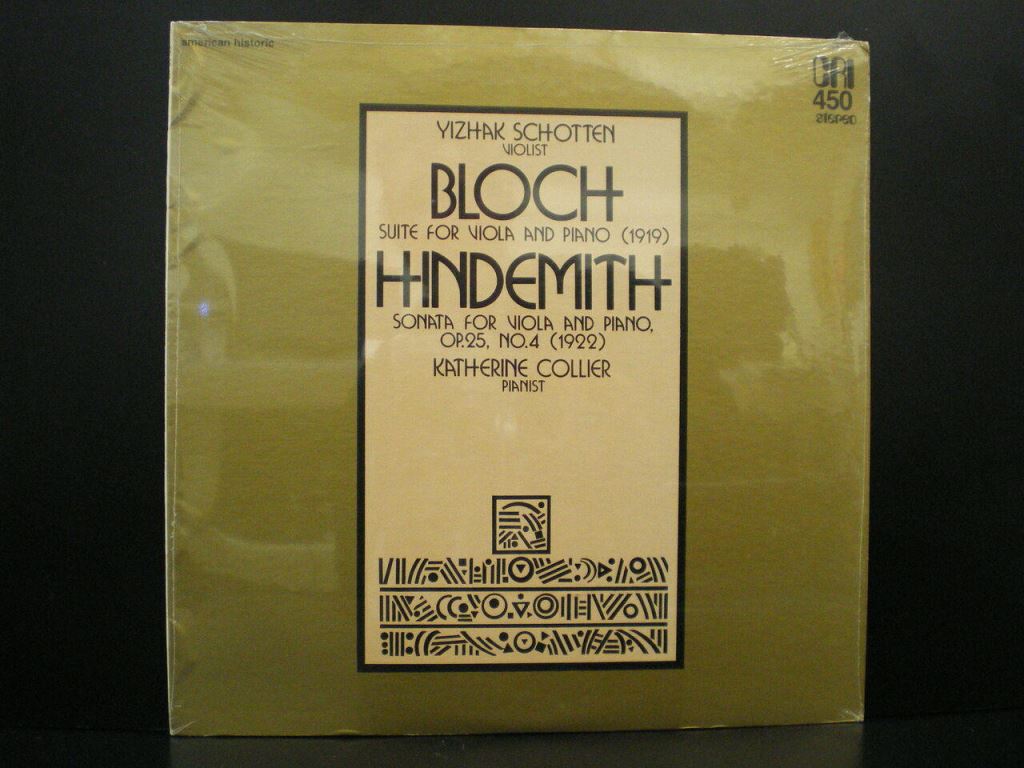 american historic
CRI
450
stereo
YIZHAK SCHOTTEN
VIOLIST
BLOCH
SUITE FOR VIOLA AND PIANO (1919)
HINDEMITH
SONATA FOR VIOLA AND PIANO,
OP.25, NO.4 (1922)
KATHERINE COLLIER
PIANIST